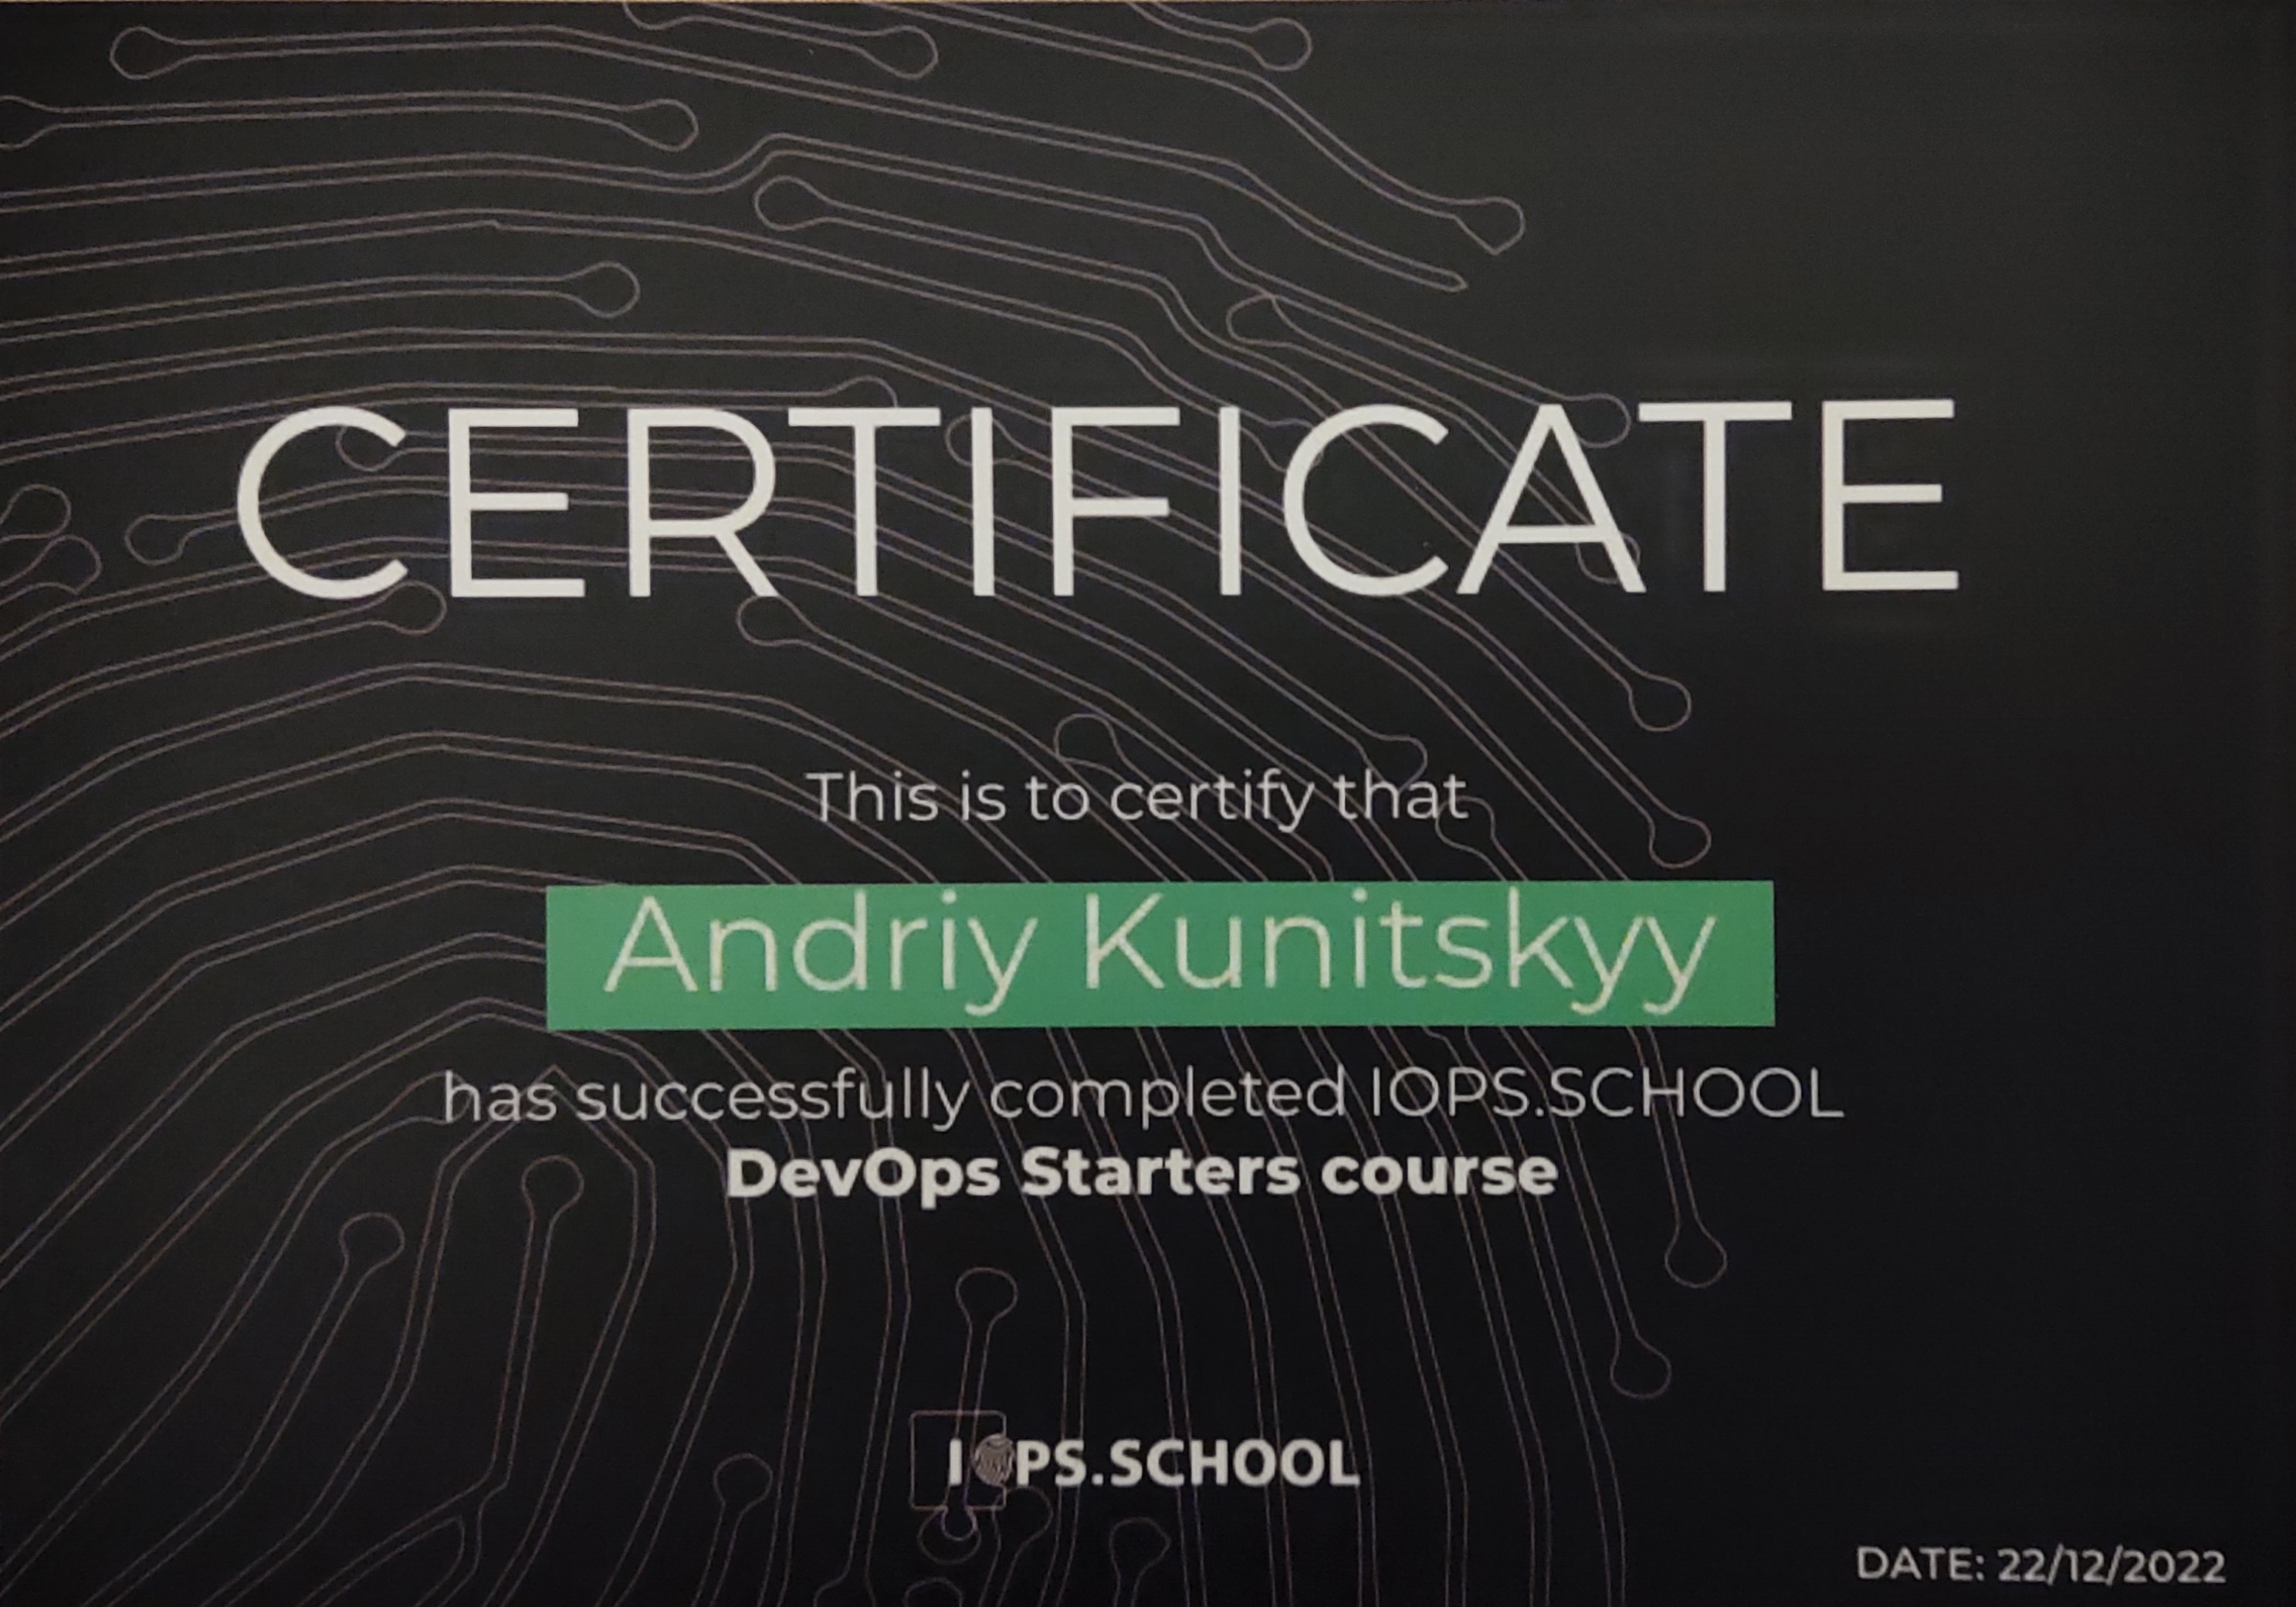 CERTIFICATE
This is to certify that
Andriy Kunitskyy
has successfully completed IOPS.SCHOOL
DevOps Starters course
IOPS.SCHOOL
DATE: 22/12/2022